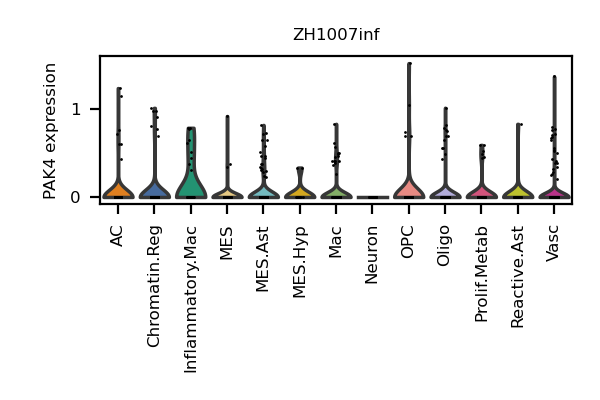 ZH1007inf
PAK4 expression
1
0
AC
Chromatin.Reg
Inflammatory.Mac
MES
MES.Ast
MES.Hyp
Mac
Neuron
OPC
Oligo
Prolif.Metab
Reactive.Ast
Vasc